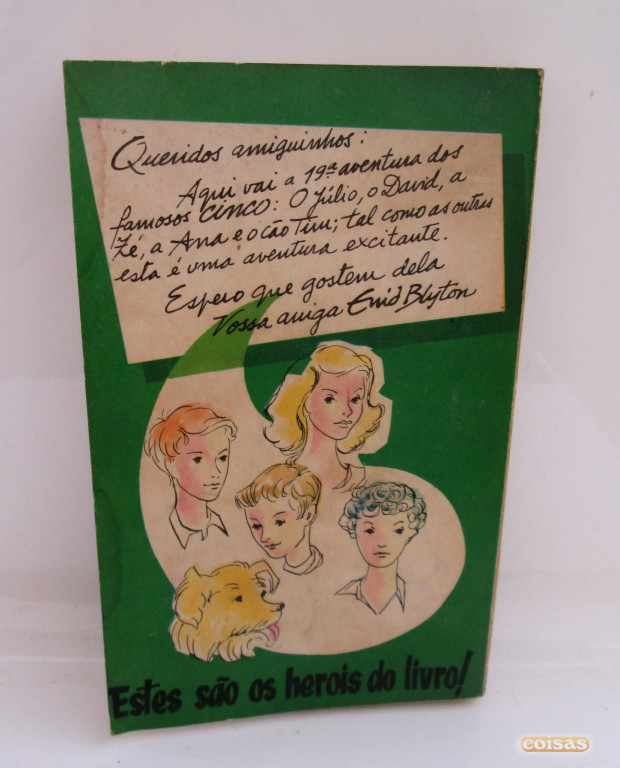 Queridos amiguinhos:
Aqui vai a 19ª aventura dos
famosos CINCO: O Júlio, o David, a
Zé, a Ana e o cão Tim; tal como as outras
esta é uma aventura excitante.
Espero que gostem dela
Vossa amiga Enid Blyton
Estes são os herois do livro!
coisas